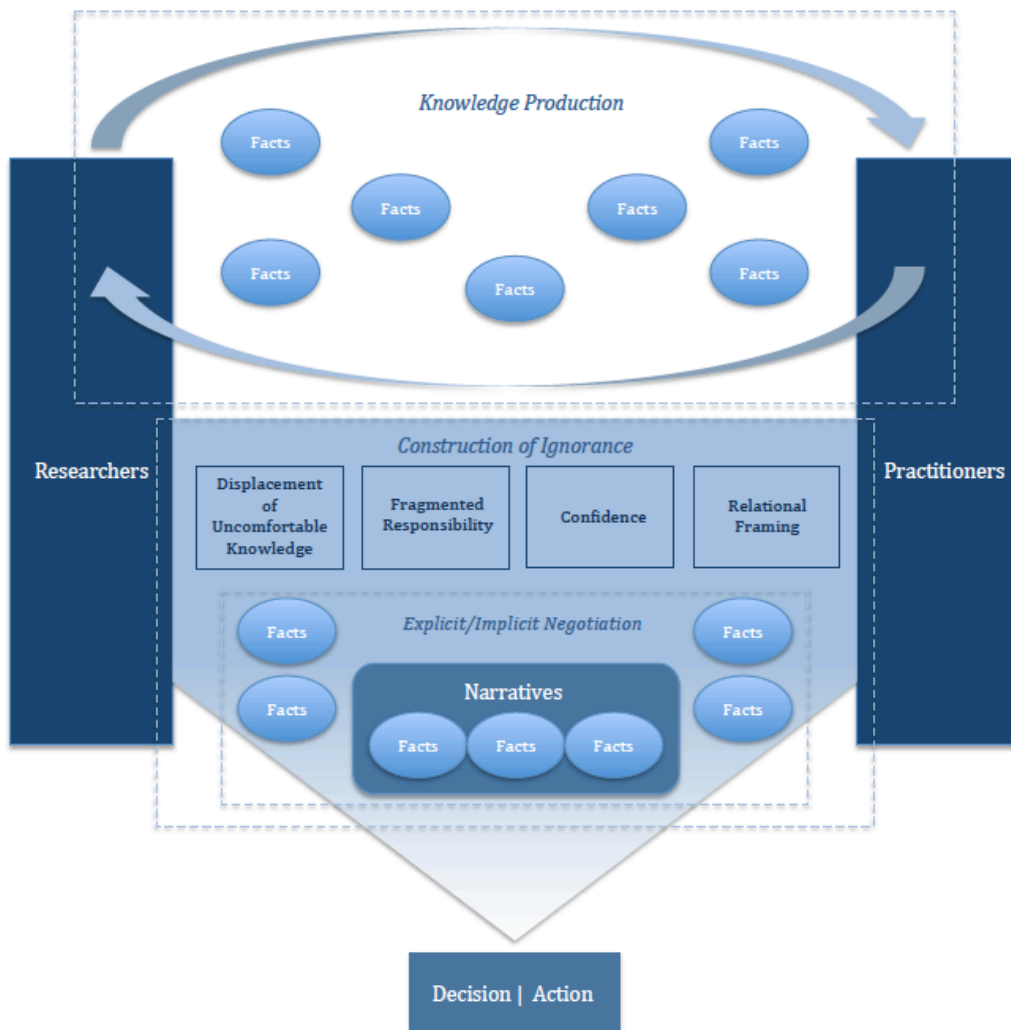 Knowledge Production
Facts
Facts
Facts
Facts
Facts
Facts
Facts
Researchers
Practitioners
Construction of Ignorance
Displacement
of
Uncomfortable
Knowledge
Fragmented
Responsibility
Confidence
Relational
Framing
Explicit/Implicit Negotiation
Facts
Facts
Facts
Facts
Narratives
Facts
Facts
Facts
Decision | Action